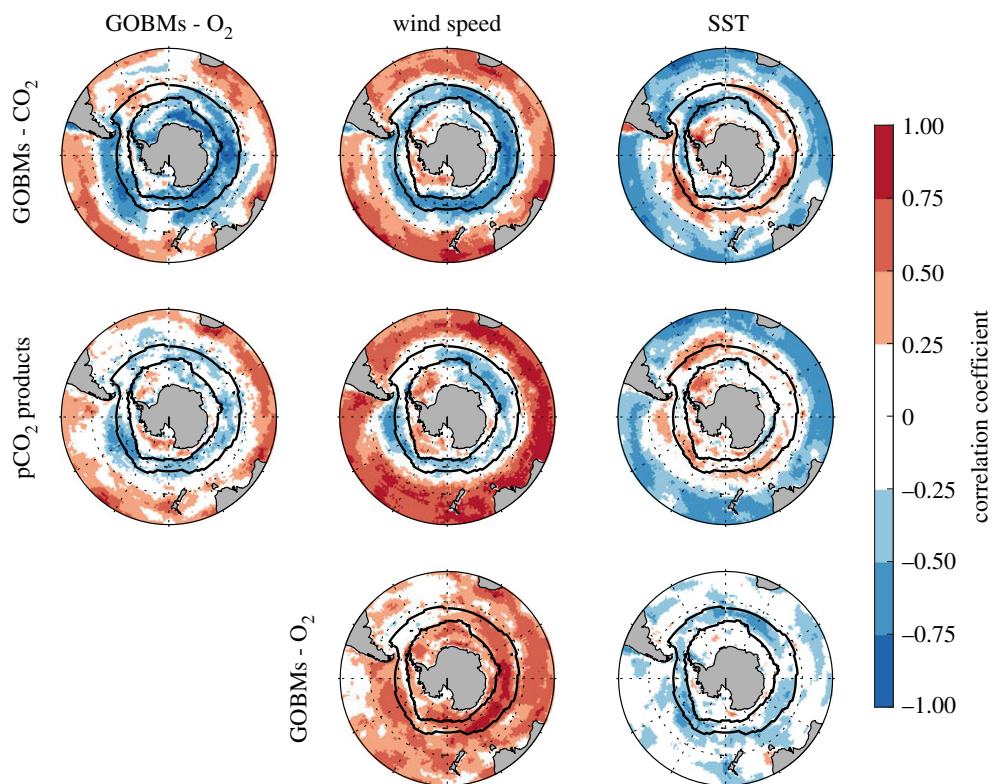 GOBMs - O₂
wind speed
SST
GOBMs - CO₂
pCO₂ products
GOBMs - O₂
1.00
0.75
0.50
0.25
0
–0.25
–0.50
–0.75
–1.00
correlation coefficient